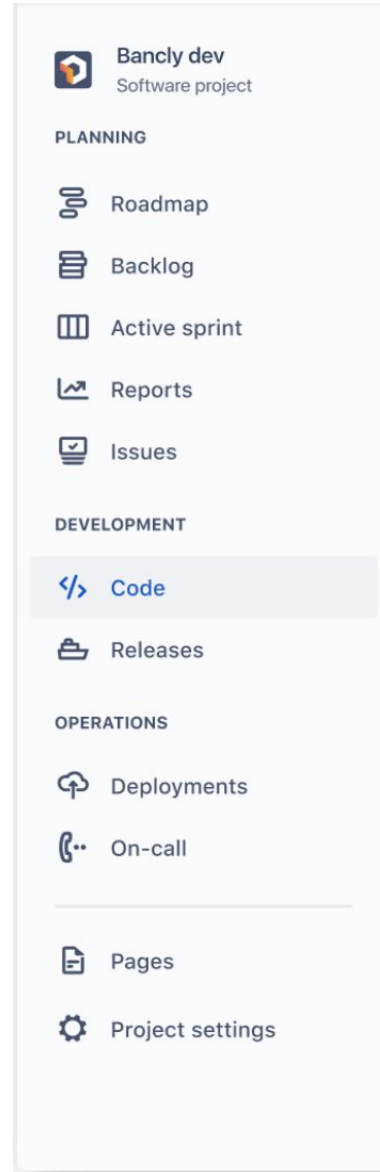 Bancly dev
Software project
PLANNING
Roadmap
Backlog
Active sprint
Reports
Issues
DEVELOPMENT
Code
Releases
OPERATIONS
Deployments
On-call
Pages
Project settings